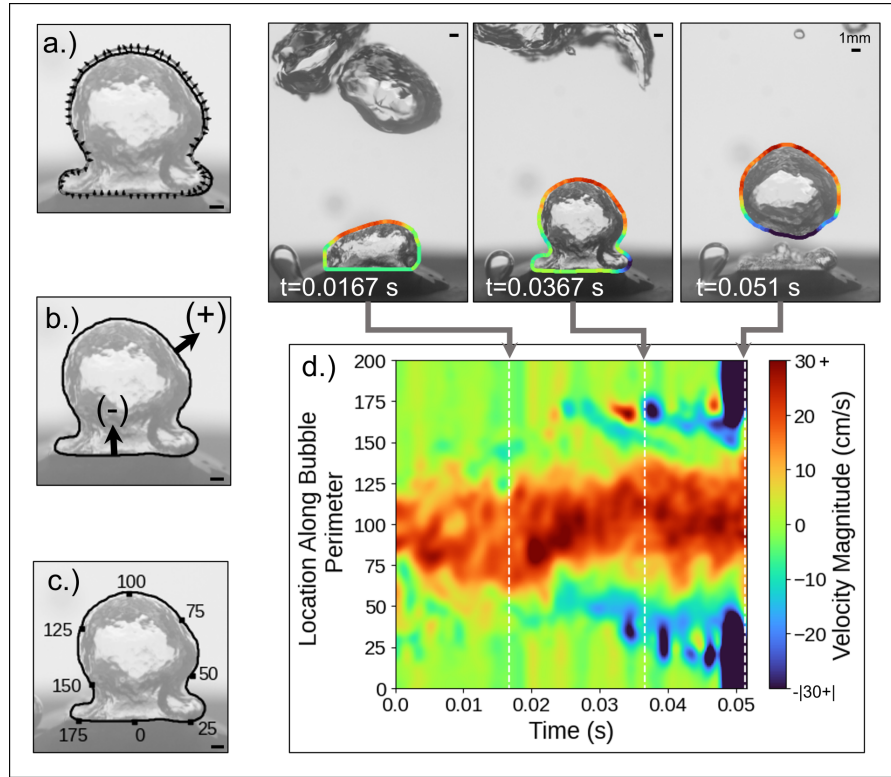 a.)
1mm
t=0.0167 s
t=0.0367 s
t=0.051 s
b.)
(+)
(-)
c.)
100
75
125
50
150
25
175
0
d.)
200
175
150
125
100
75
50
25
0
Location Along Bubble
Perimeter
0.0
0.01
0.02
0.03
0.04
0.05
Time (s)
30 +
20
10
0
-10
-20
-|30+|
Velocity Magnitude (cm/s)